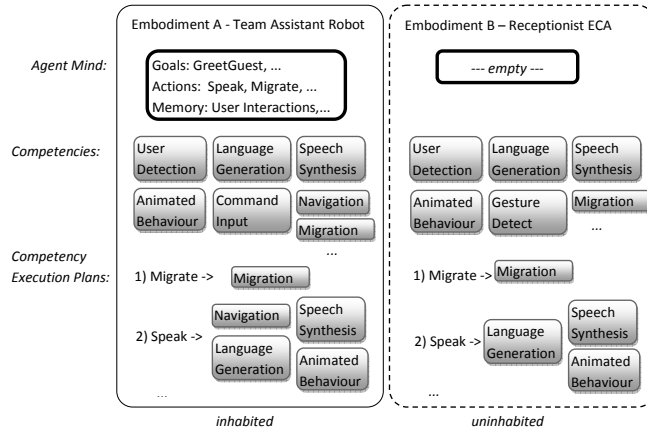 Embodiment A - Team Assistant Robot
Embodiment B – Receptionist ECA
Agent Mind:
Goals: GreetGuest, ...
Actions: Speak, Migrate, ...
Memory: User Interactions,...
--- empty ---
Competencies:
User
Detection
Language
Generation
Speech
Synthesis
Animated
Behaviour
Command
Input
Navigation
Migration
...
User
Detection
Language
Generation
Speech
Synthesis
Animated
Behaviour
Gesture
Detect
Migration
...
Competency
Execution Plans:
1) Migrate ->
Migration
2) Speak ->
Navigation
Language
Generation
Speech
Synthesis
Animated
Behaviour
...
1) Migrate ->
Migration
2) Speak ->
Language
Generation
Speech
Synthesis
Animated
Behaviour
...
inhabited
uninhabited